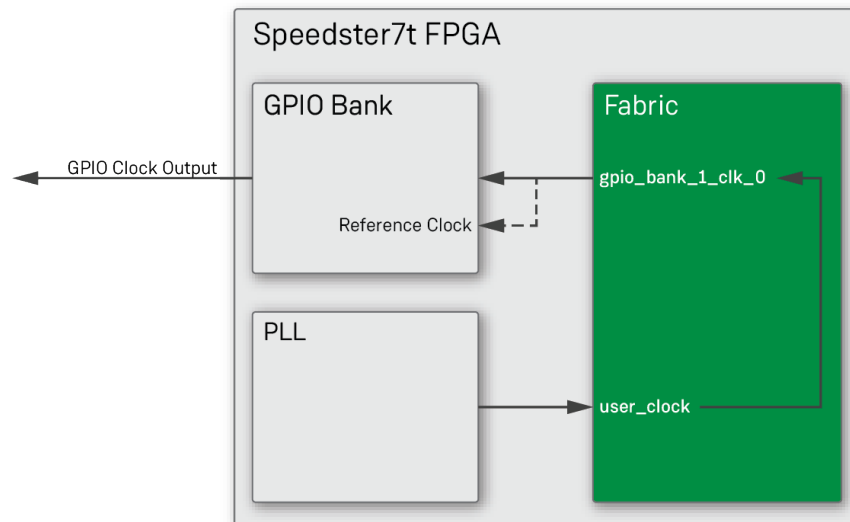 Speedster7t FPGA
GPIO Bank
Fabric
GPIO Clock Output
gpio_bank_1_clk_0
Reference Clock
PLL
user_clock